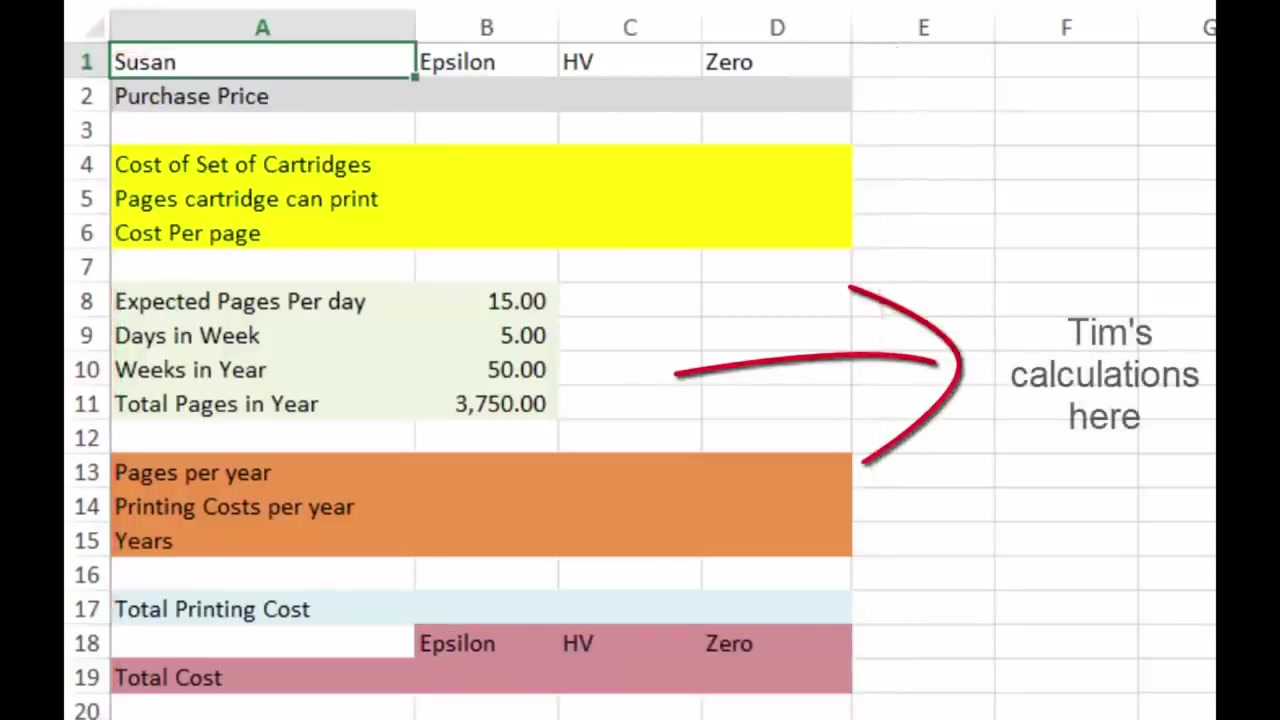 A B C D E F G
1 Susan Epsilon HV Zero
2 Purchase Price
3
4 Cost of Set of Cartridges
5 Pages cartridge can print
6 Cost Per page
7
8 Expected Pages Per day 15.00
9 Days in Week 5.00
10 Weeks in Year 50.00
11 Total Pages in Year 3,750.00
12
13 Pages per year
14 Printing Costs per year
15 Years
16
17 Total Printing Cost
18 Epsilon HV Zero
19 Total Cost
20
Tim's
calculations
here